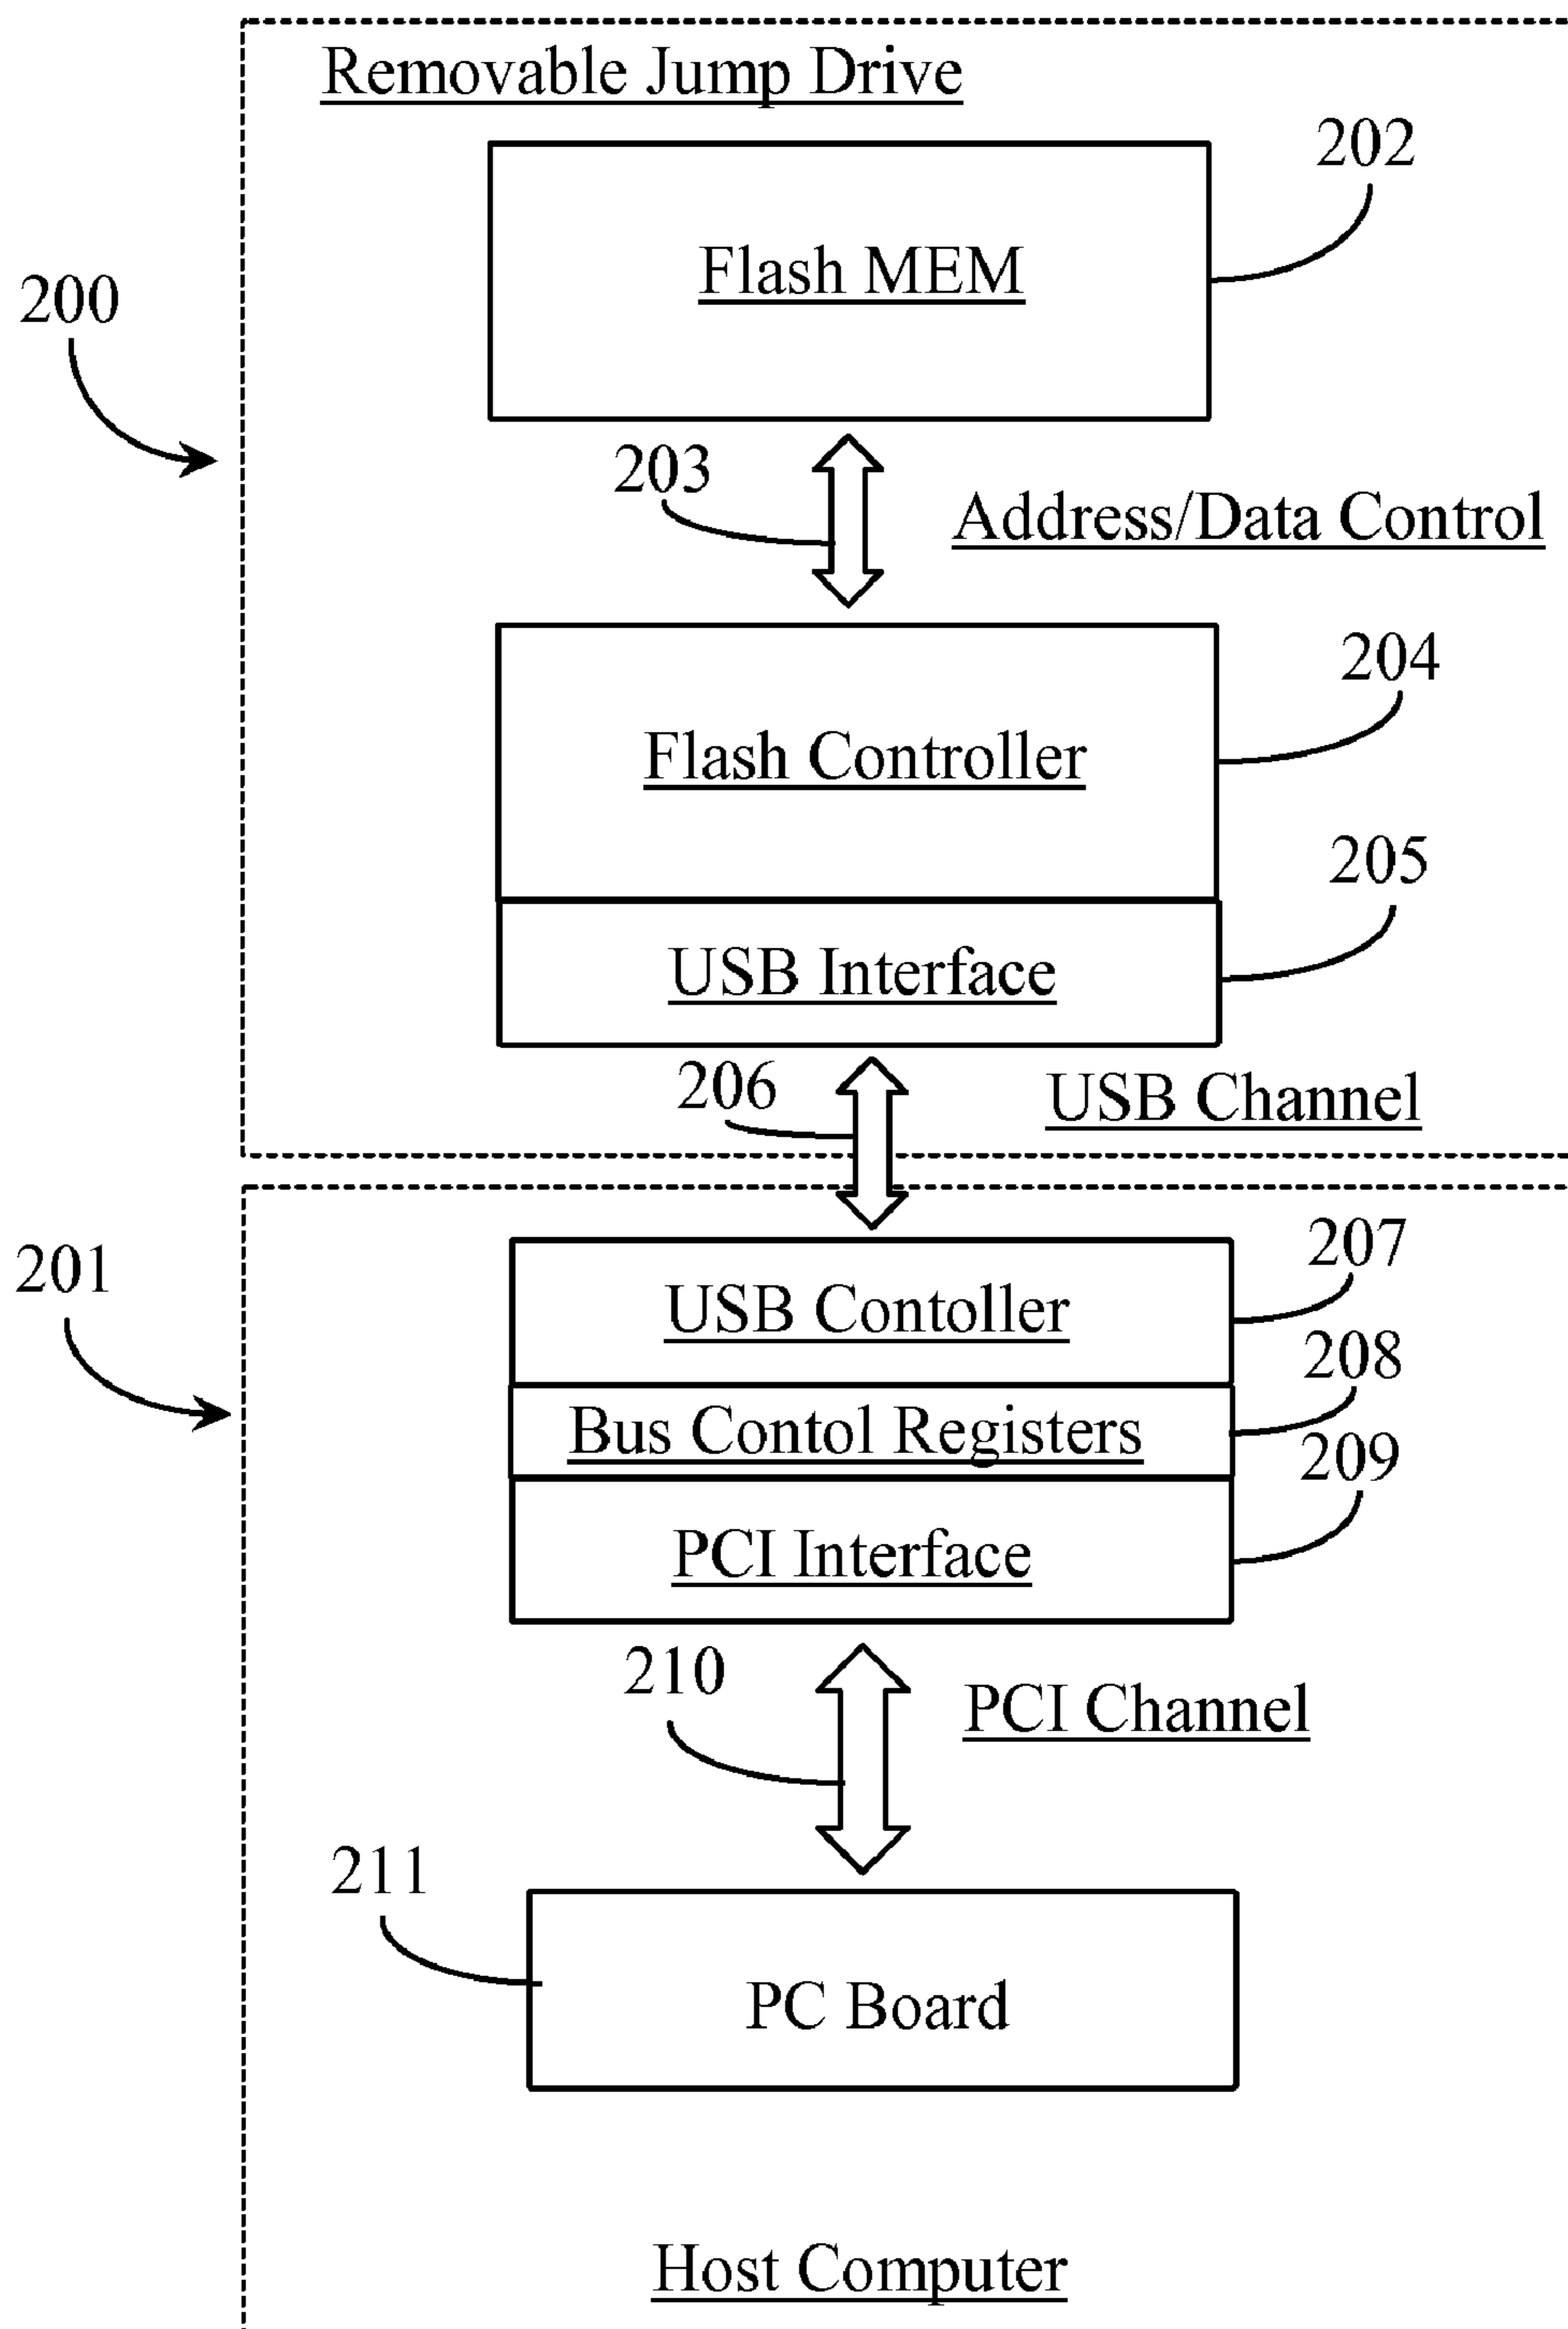 Removable Jump Drive
202
Flash MEM
200
203
Address/Data Control
204
Flash Controller
205
USB Interface
206
USB Channel
201
207
USB Contoller
208
Bus Contol Registers
209
PCI Interface
210
PCI Channel
211
PC Board
Host Computer